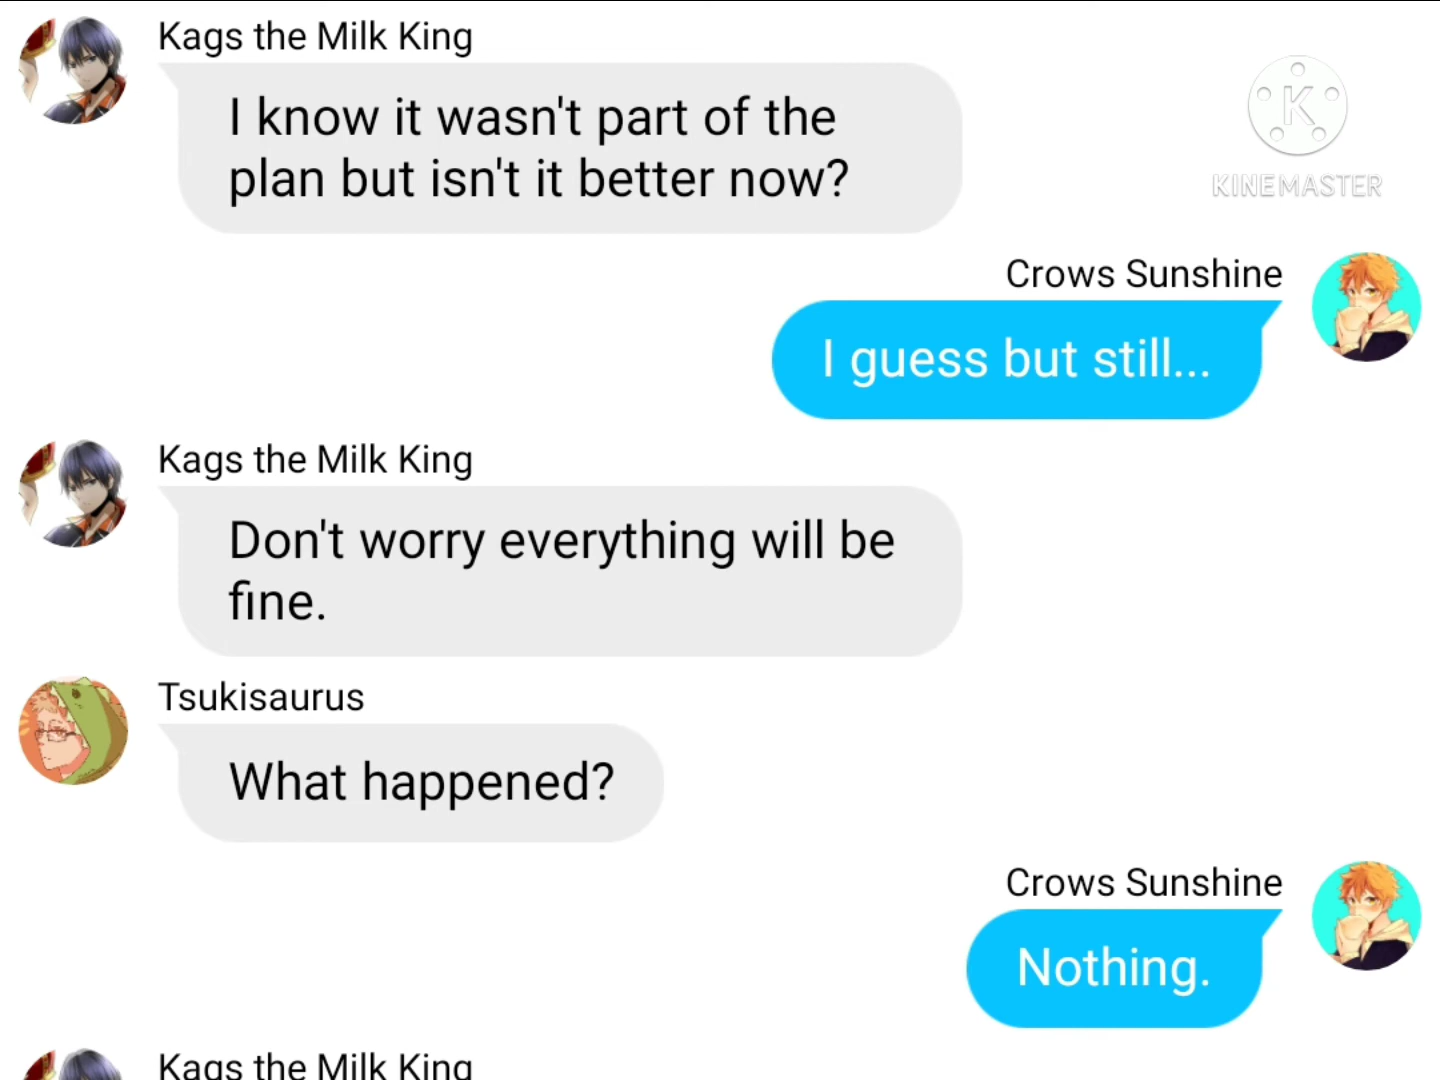 Kags the Milk King
I know it wasn't part of the
plan but isn't it better now?
KINEMASTER
Crows Sunshine
I guess but still...
Kags the Milk King
Don't worry everything will be
fine.
Tsukisaurus
What happened?
Crows Sunshine
Nothing.
Kags the Milk King